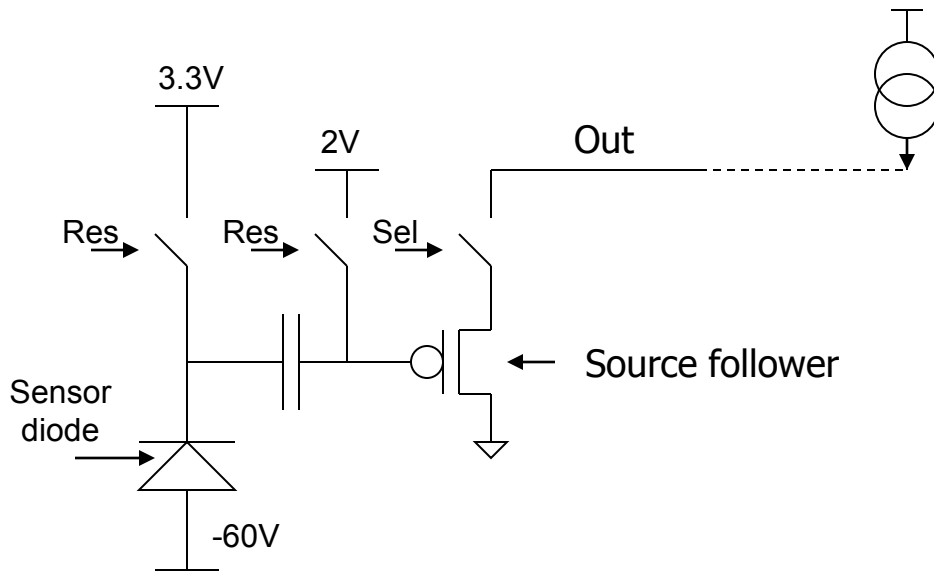 3.3V
2V
Out
Res
Res
Sel
Source follower
Sensor
diode
-60V